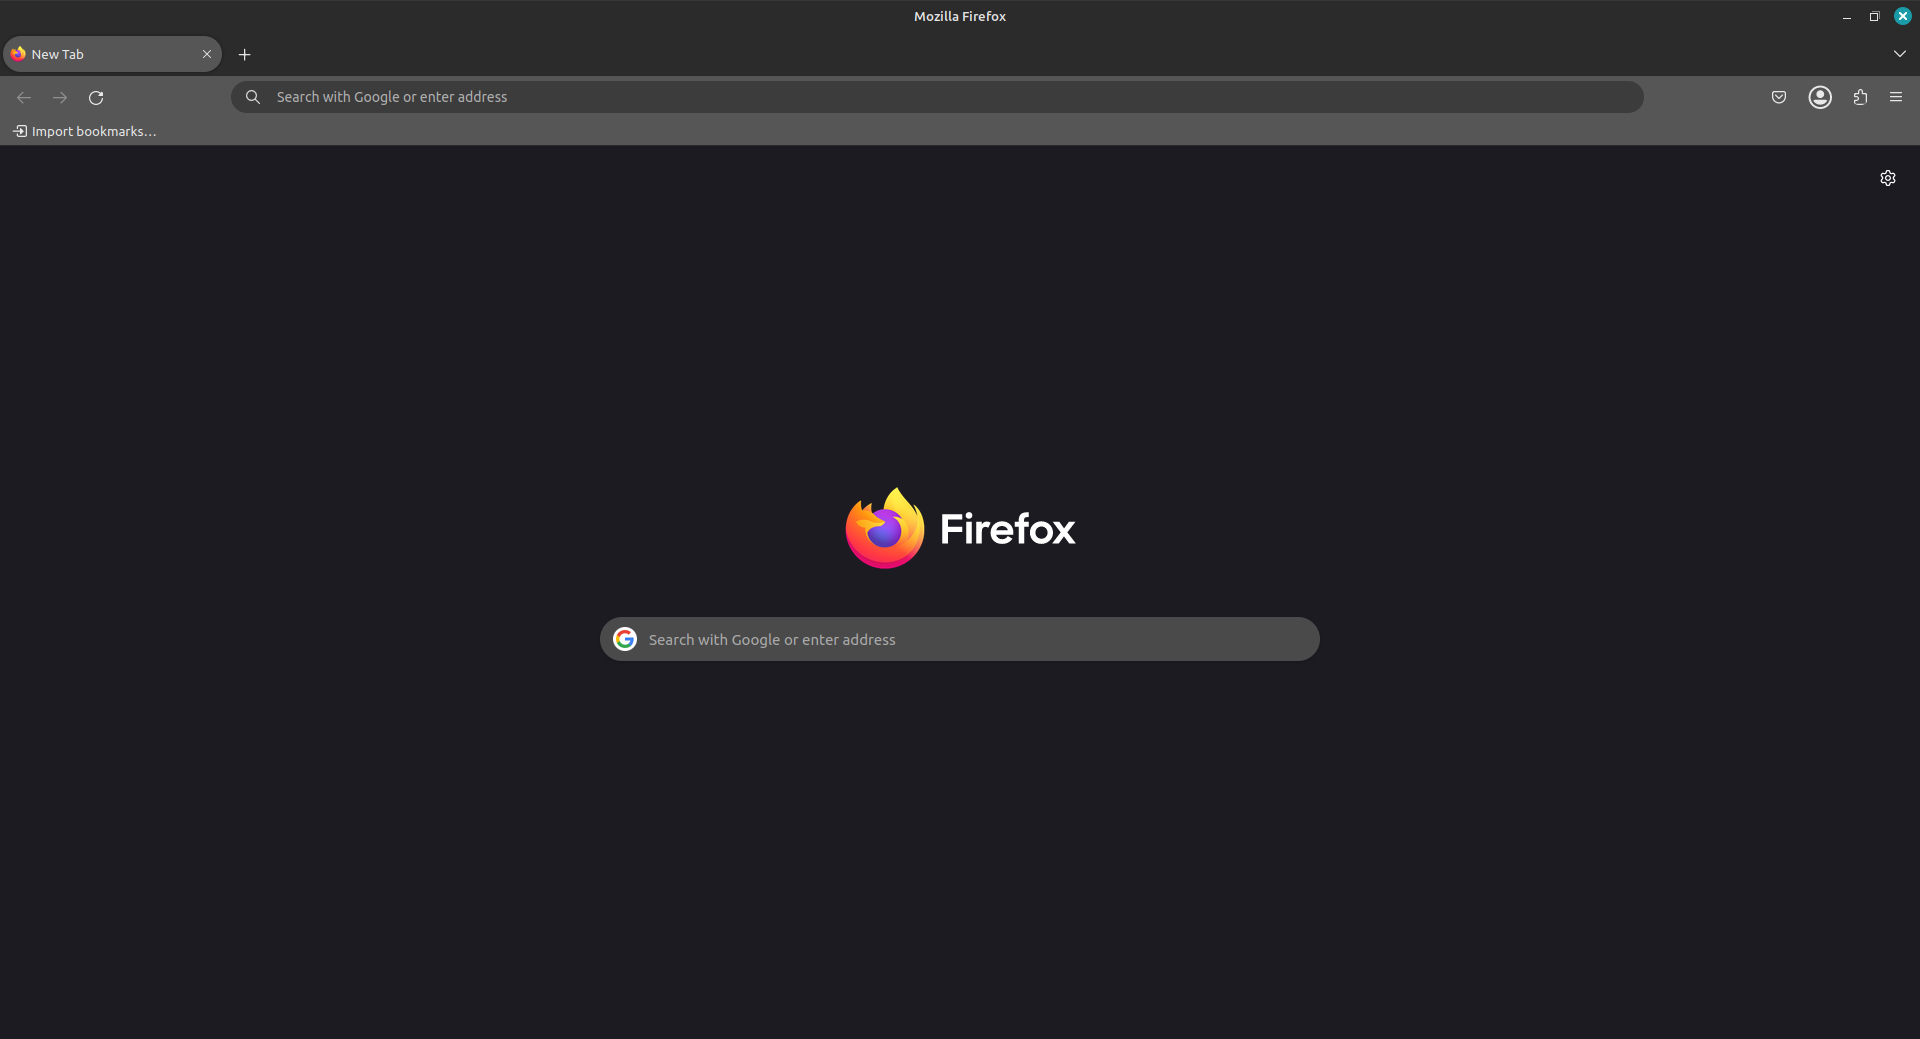 Mozilla Firefox
New Tab
Search with Google or enter address
Import bookmarks...
Firefox
Search with Google or enter address